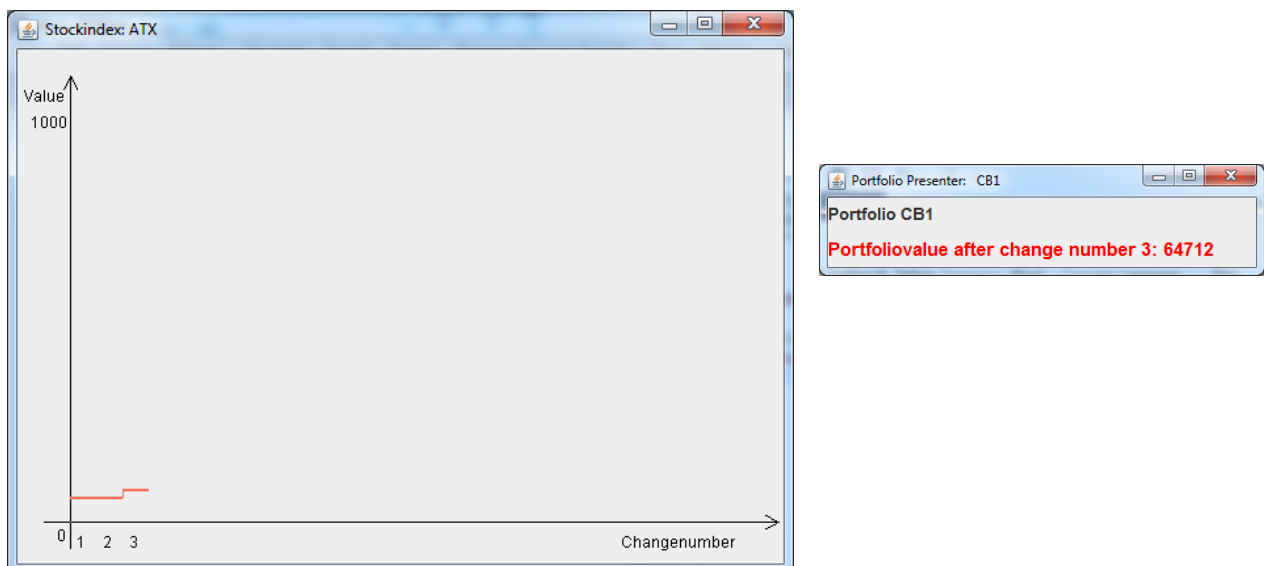 Stockindex: ATX
Value
1000
0
1 2 3
Changenumber
Portfolio Presenter: CB1
Portfolio CB1
Portfoliovalue after change number 3: 64712